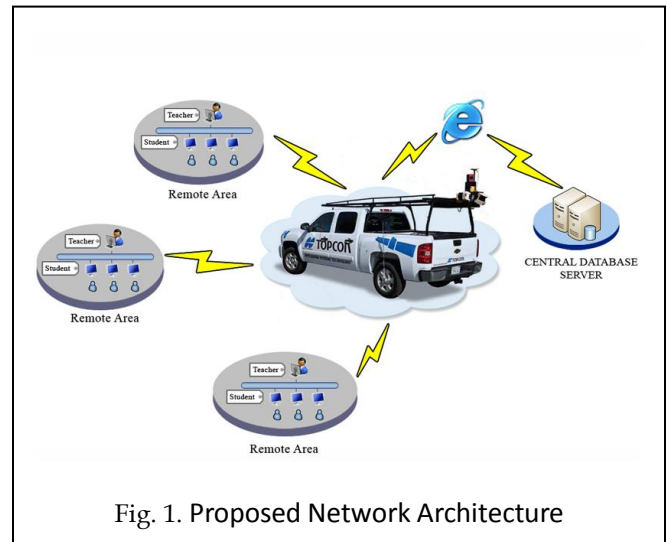 Teacher
Student
Remote Area
Teacher
Student
Remote Area
Teacher
Student
Remote Area
TOPCON
CENTRAL DATABASE
SERVER
Fig. 1. Proposed Network Architecture